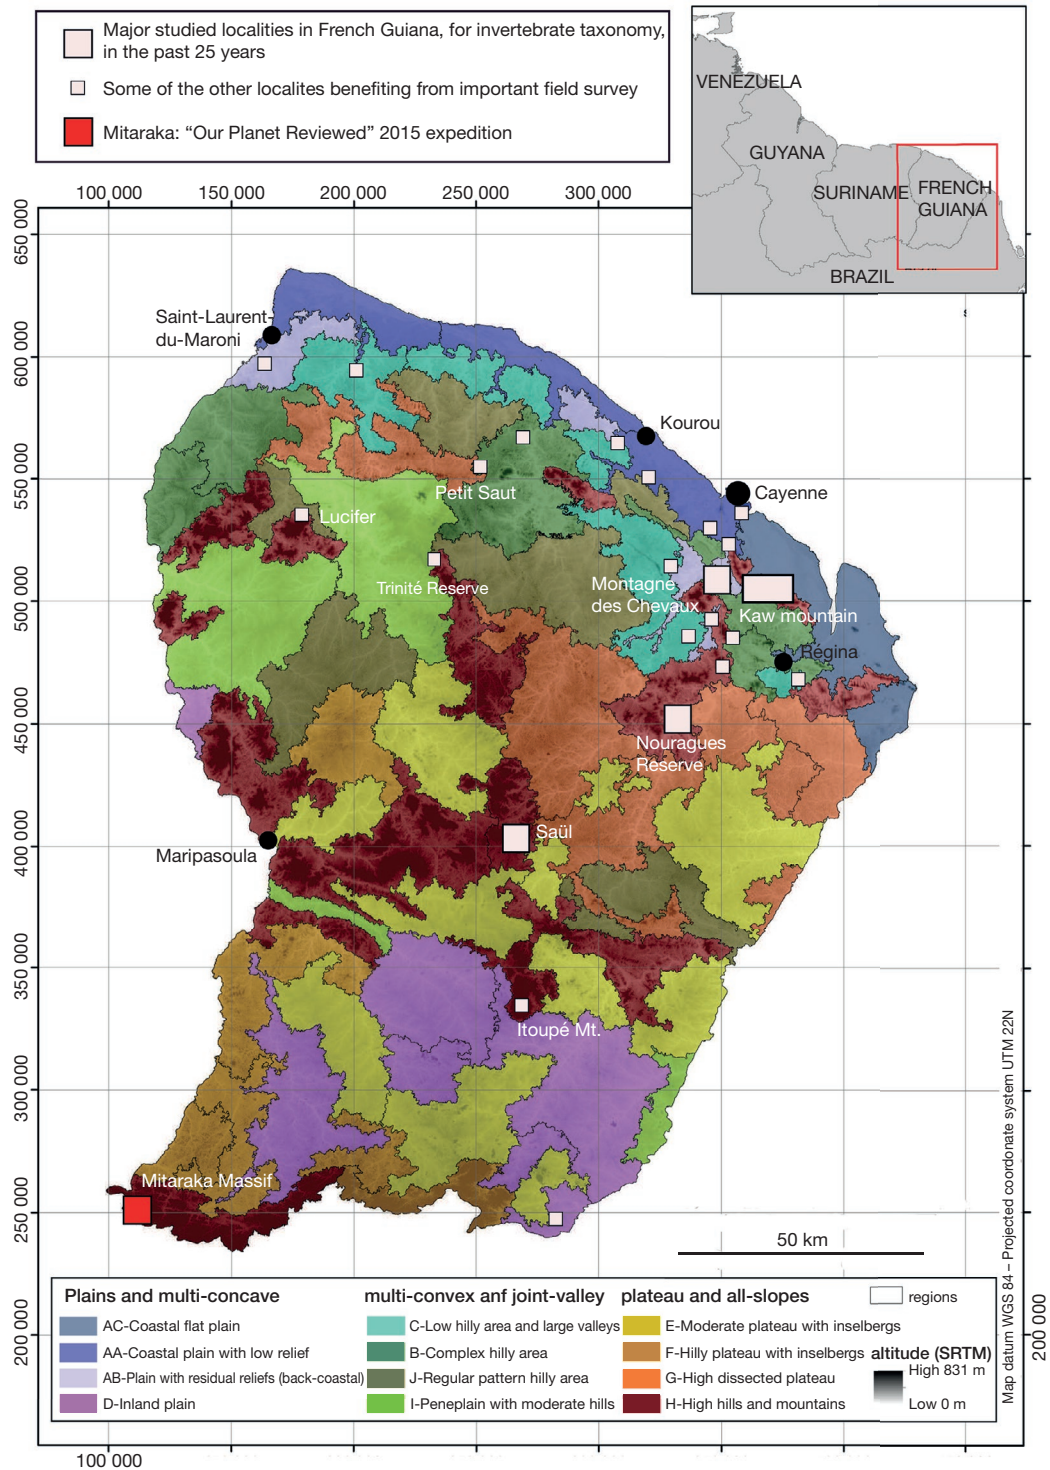 Major studied localities in French Guiana, for invertebrate taxonomy,
in the past 25 years
Some of the other localites benefiting from important field survey
Mitaraka: “Our Planet Reviewed” 2015 expedition
VENEZUELA
GUYANA
SURINAME
FRENCH
GUIANA
BRAZIL
100 000
150 000
200 000
250 000
300 000
650 000
600 000
550 000
500 000
450 000
400 000
350 000
300 000
250 000
200 000
Saint-Laurent-
du-Maroni
Kourou
Cayenne
Petit Saut
Lucifer
Trinité Reserve
Montagne
des Chevaux
Kaw mountain
Régina
Nouragues
Reserve
Saül
Maripasoula
Itoupé Mt.
Mitaraka Massif
50 km
Map datum WGS 84 – Projected coordonate system UTM 22N
200 000
Plains and multi-concave
AC-Coastal flat plain
AA-Coastal plain with low relief
AB-Plain with residual reliefs (back-coastal)
D-Inland plain
multi-convex anf joint-valley
C-Low hilly area and large valleys
B-Complex hilly area
J-Regular pattern hilly area
I-Peneplain with moderate hills
plateau and all-slopes
E-Moderate plateau with inselbergs
F-Hilly plateau with inselbergs
G-High dissected plateau
H-High hills and mountains
regions
altitude (SRTM)
High 831 m
Low 0 m
100 000